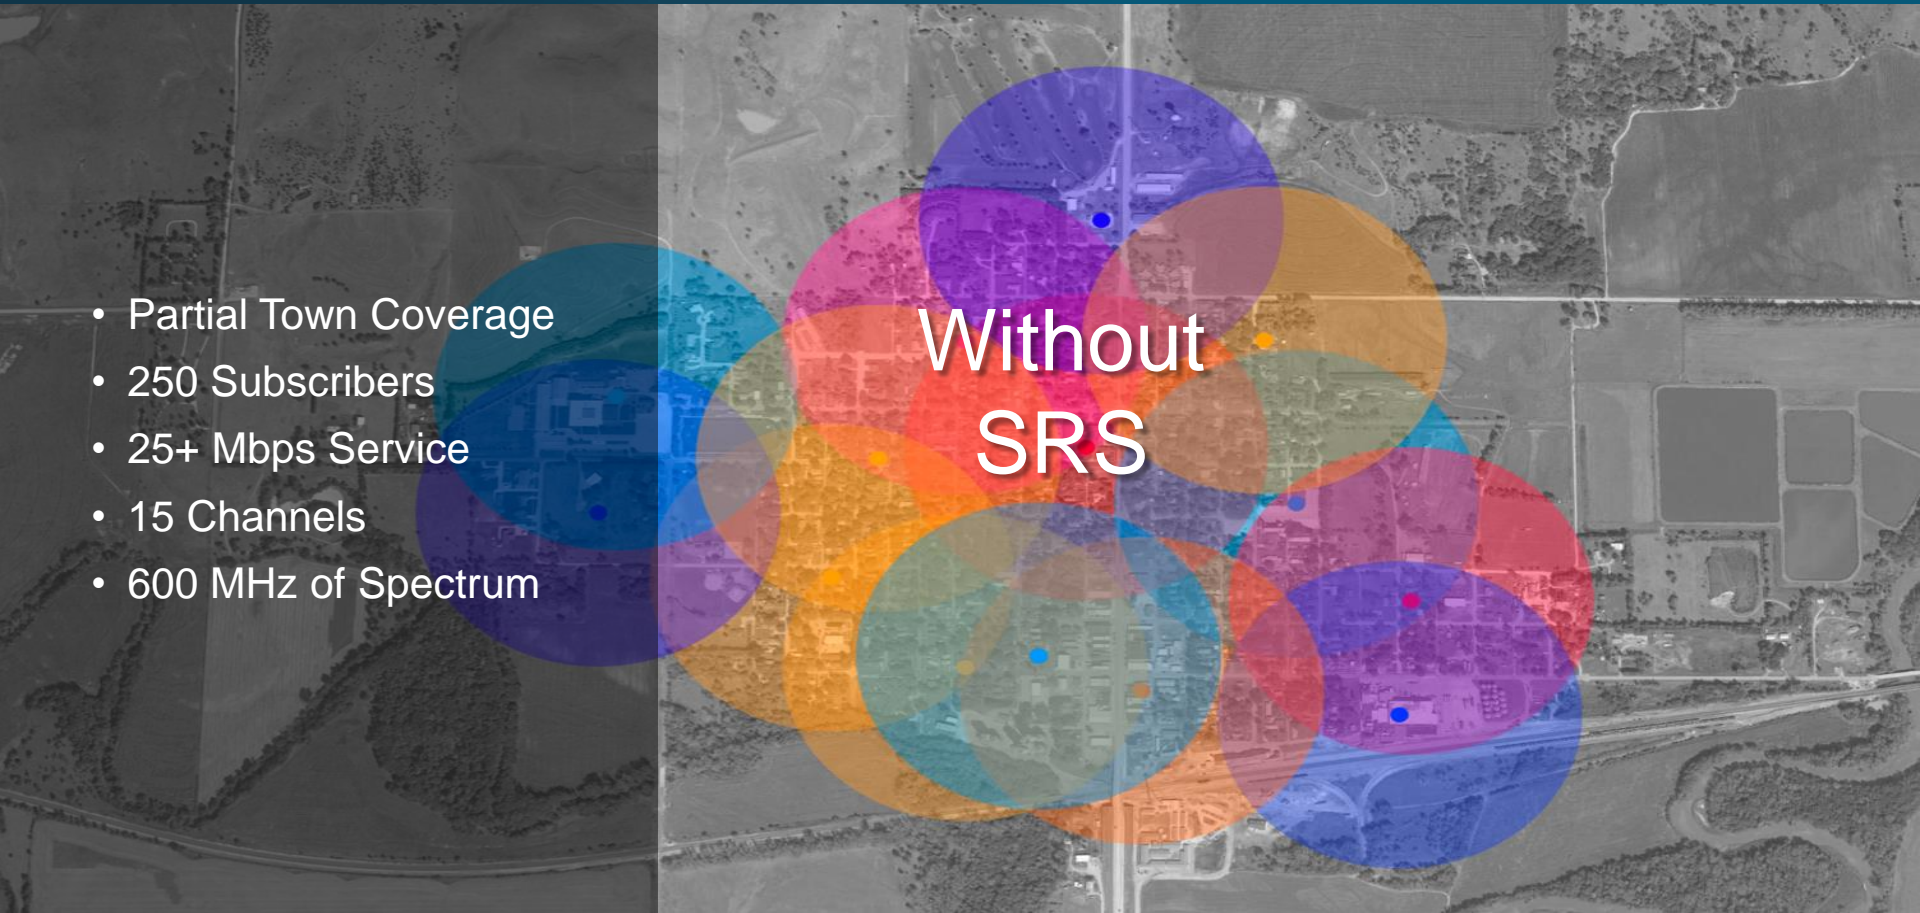 • Partial Town Coverage
• 250 Subscribers
• 25+ Mbps Service
• 15 Channels
• 600 MHz of Spectrum
Without
SRS